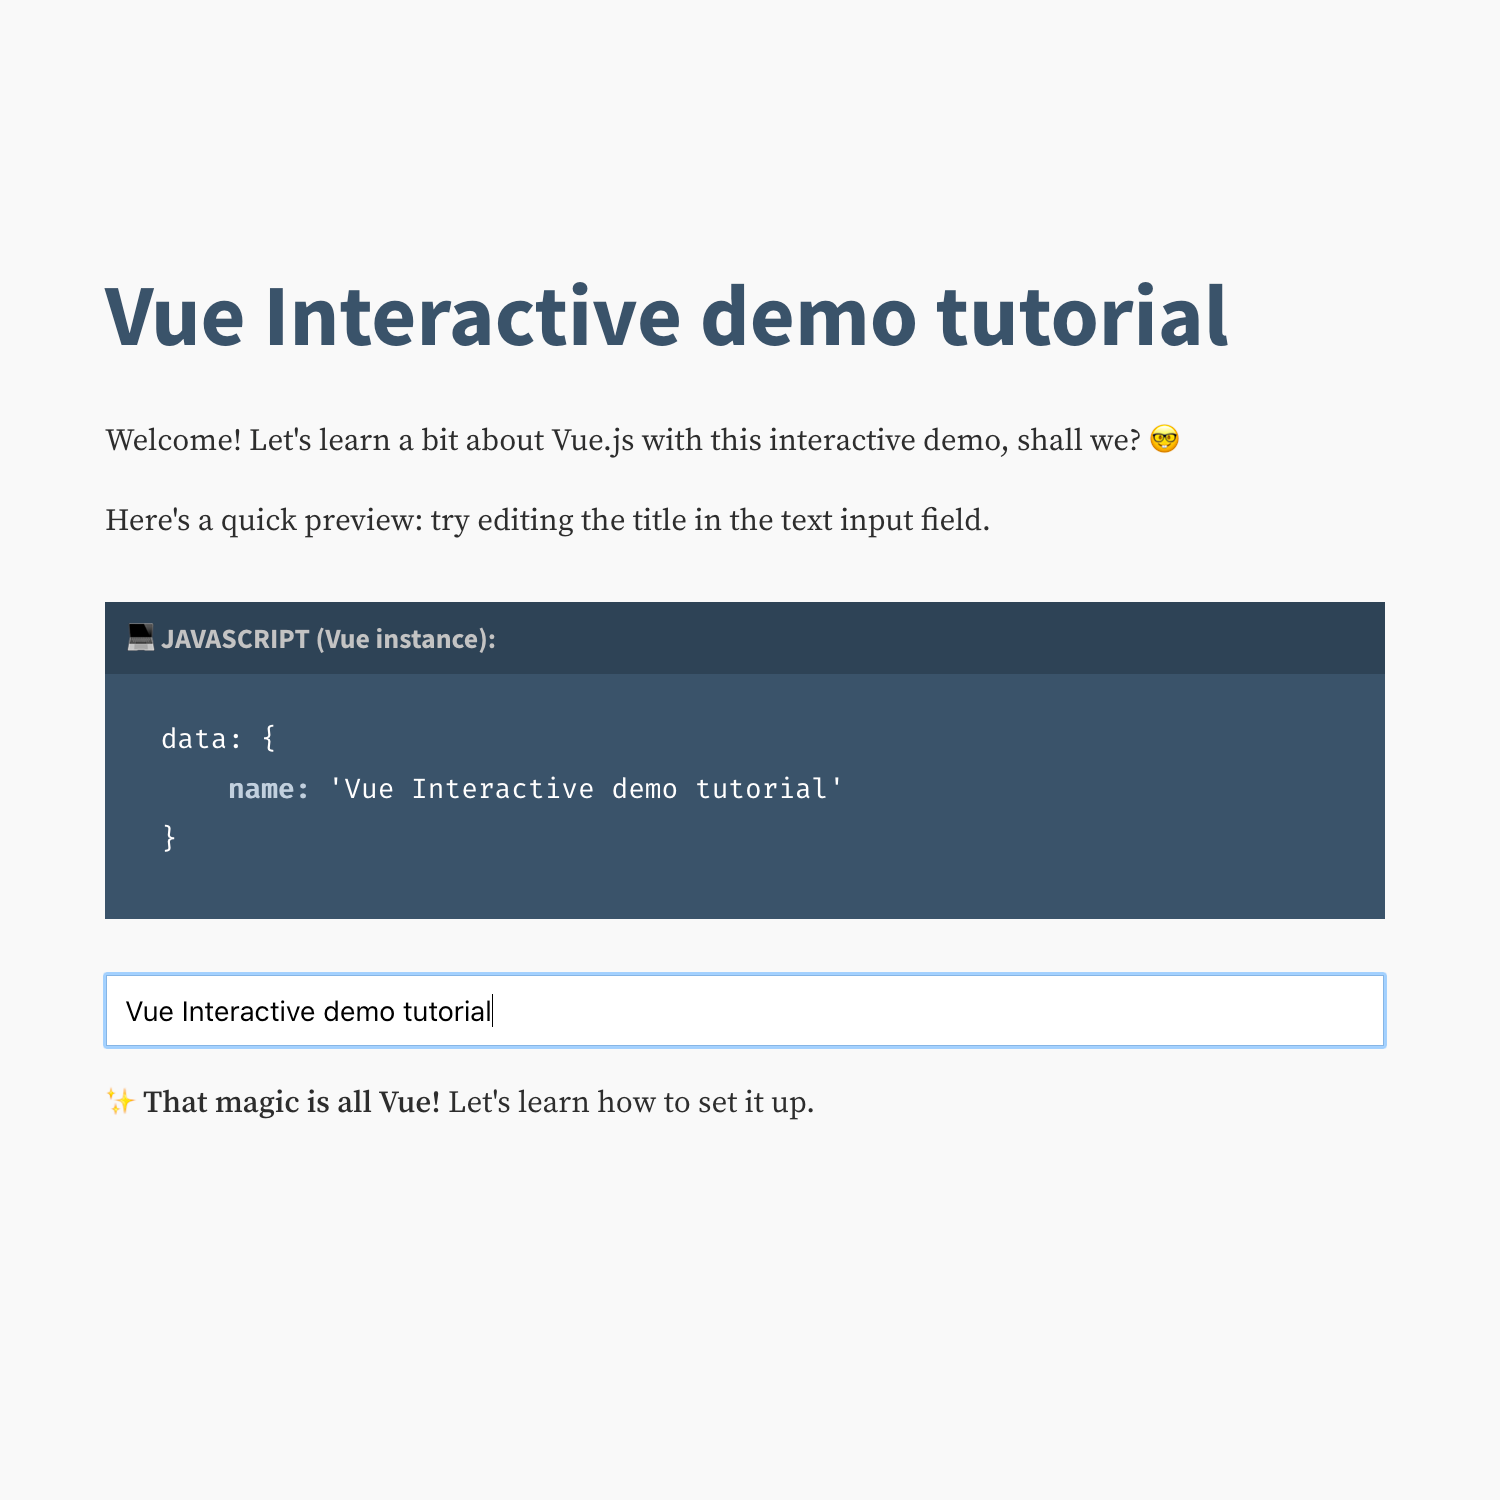 Vue Interactive demo tutorial
Welcome! Let's learn a bit about Vue.js with this interactive demo, shall we? 🤓
Here's a quick preview: try editing the title in the text input field.
💻 JAVASCRIPT (Vue instance):
data: {
    name: 'Vue Interactive demo tutorial'
}
Vue Interactive demo tutorial
✨ That magic is all Vue! Let's learn how to set it up.